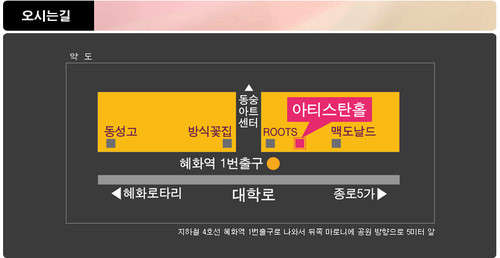 오시는길
약 도
▲
동숭
아트
센터
아티스탄홀
동성고
방식꽃집
ROOTS
맥도날드
혜화역 1번출구
◀혜화로타리
대학로
종로5가▶
지하철 4호선 혜화역 1번출구로 나와서 뒤쪽 마로니에 공원 방향으로 5미터 앞